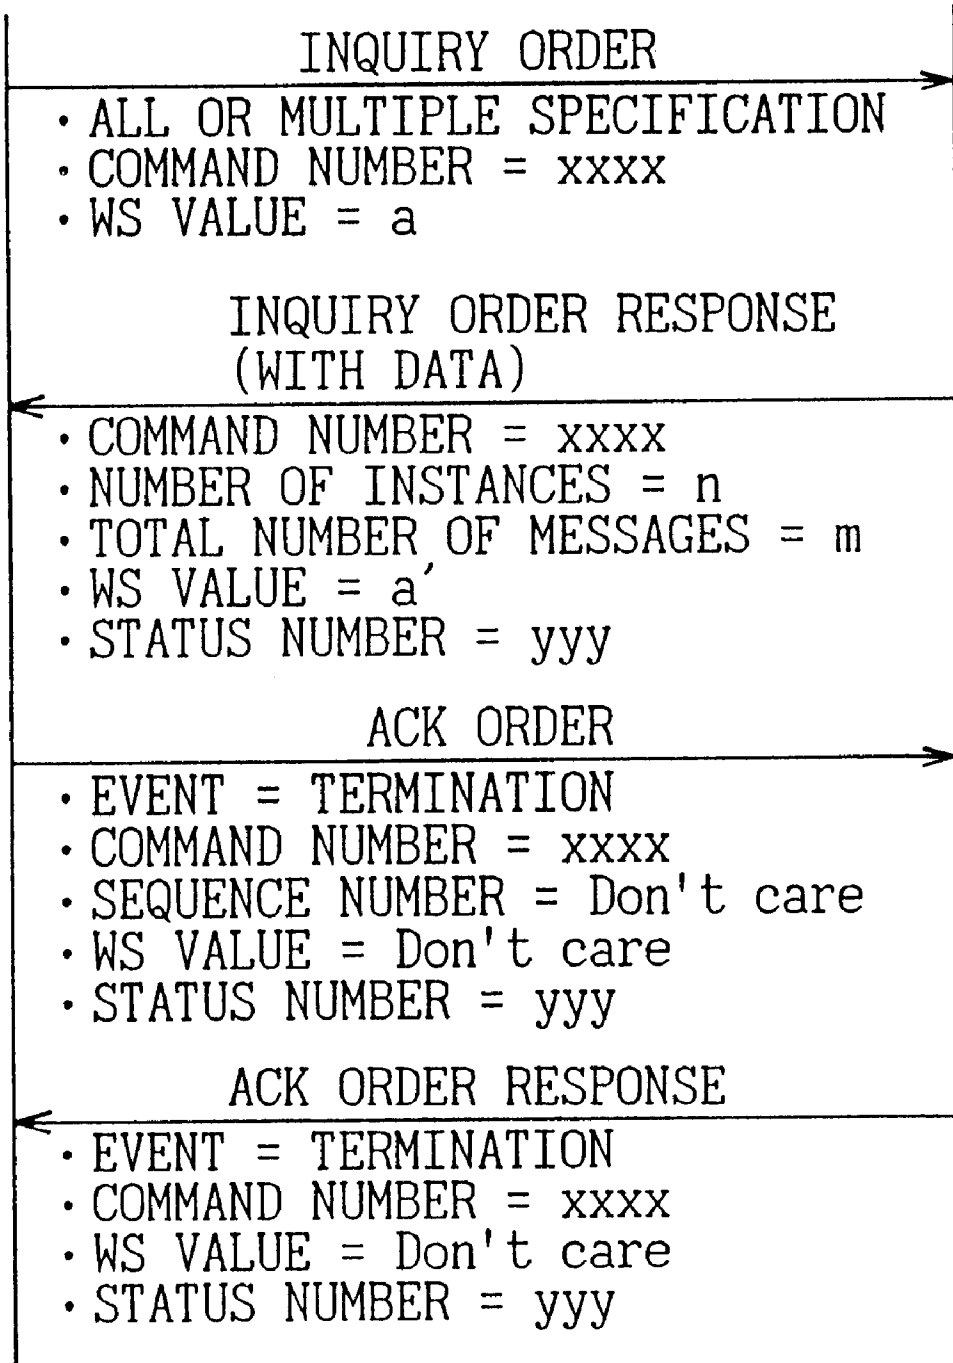 INQUIRY ORDER
· ALL OR MULTIPLE SPECIFICATION
· COMMAND NUMBER = xxxx
· WS VALUE = a
INQUIRY ORDER RESPONSE
(WITH DATA)
· COMMAND NUMBER = xxxx
· NUMBER OF INSTANCES = n
· TOTAL NUMBER OF MESSAGES = m
· WS VALUE = a′
· STATUS NUMBER = yyy
ACK ORDER
· EVENT = TERMINATION
· COMMAND NUMBER = xxxx
· SEQUENCE NUMBER = Don't care
· WS VALUE = Don't care
· STATUS NUMBER = yyy
ACK ORDER RESPONSE
· EVENT = TERMINATION
· COMMAND NUMBER = xxxx
· WS VALUE = Don't care
· STATUS NUMBER = yyy